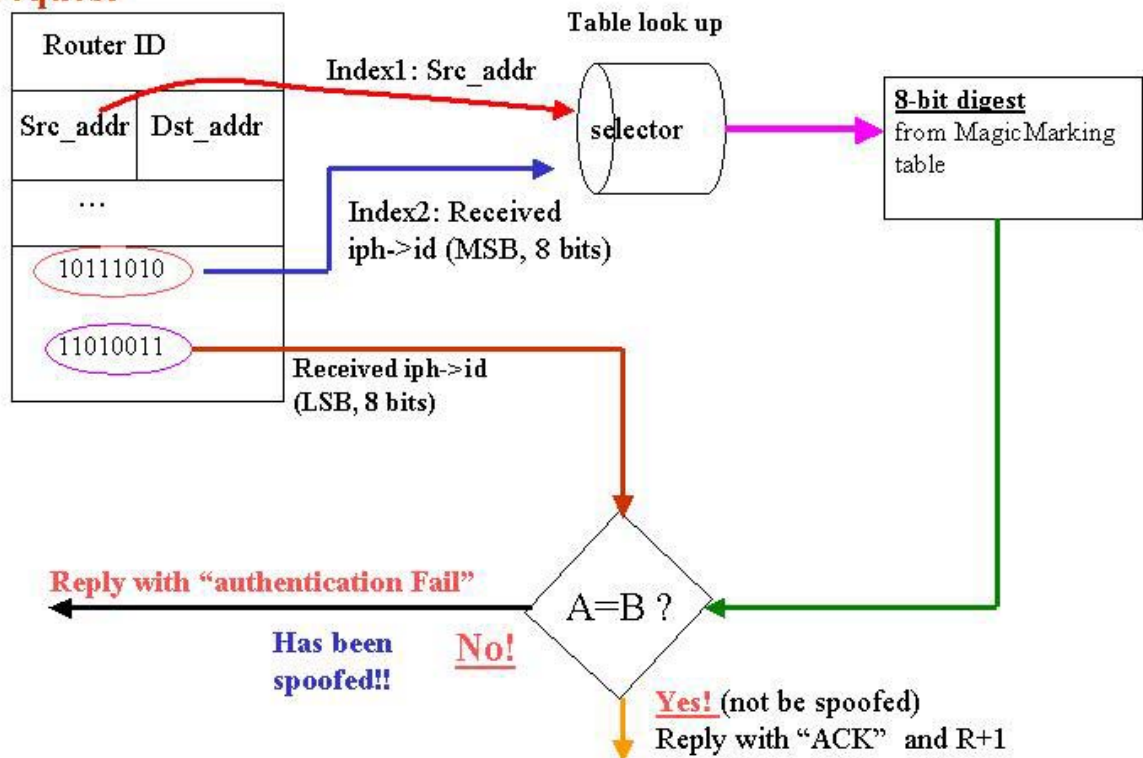 Router ID
Table look up
Index1: Src_addr
Src_addr
Dst_addr
selector
8-bit digest
from MagicMarking
table
...
Index2: Received
iph->id (MSB, 8 bits)
10111010
11010011
Received iph->id
(LSB, 8 bits)
Reply with “authentication Fail”
A=B ?
Has been
spoofed!!
No!
Yes! (not be spoofed)
Reply with “ACK” and R+1